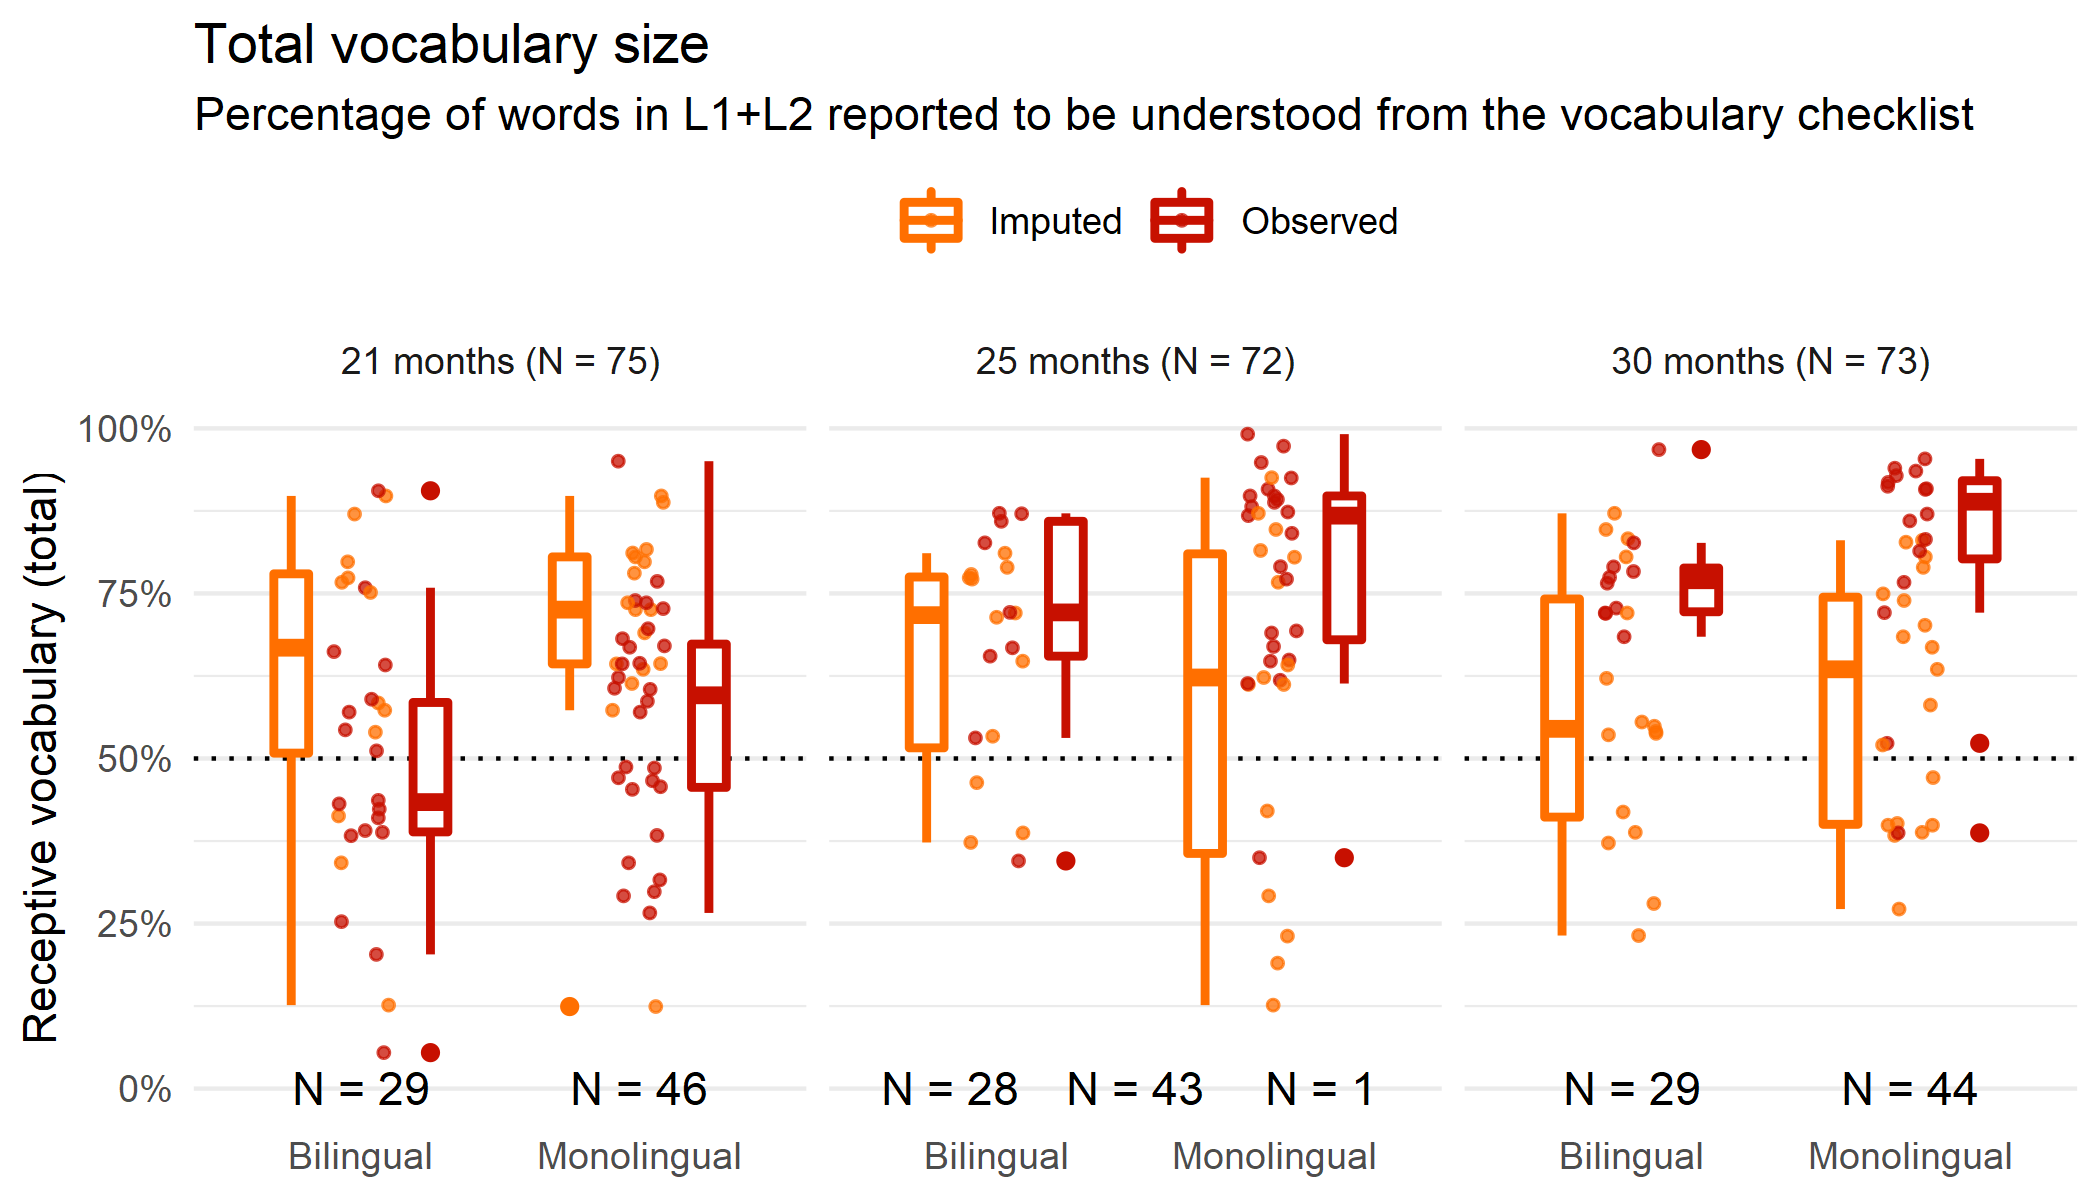 Total vocabulary size
Percentage of words in L1+L2 reported to be understood from the vocabulary checklist
Imputed Observed
21 months (N = 75) 25 months (N = 72) 30 months (N = 73)
Receptive vocabulary (total)
100%
75%
50%
25%
0%
N = 29 N = 46 N = 28 N = 43 N = 1 N = 29 N = 44
Bilingual Monolingual Bilingual Monolingual Bilingual Monolingual